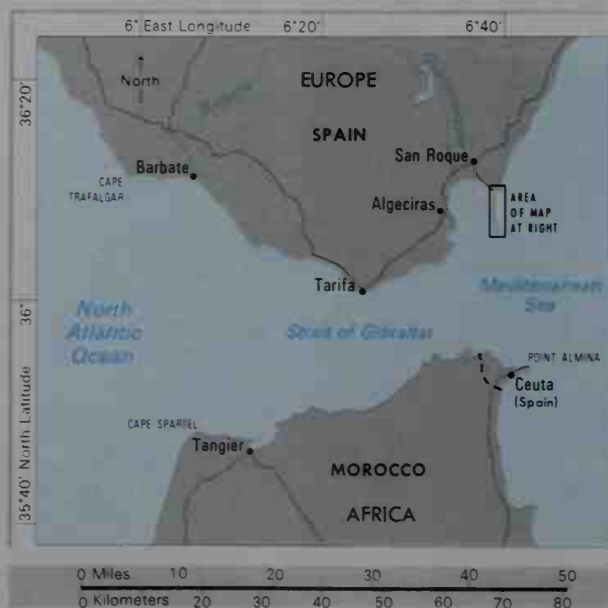 6° East Longitude 6°20' 6°40'
36°20'
North
EUROPE
SPAIN
San Roque
Barbate
CAPE
TRAFALGAR
Algeciras
AREA
OF MAP
AT RIGHT
Tarifa
Mediterranean
Sea
36°
North
Atlantic
Ocean
Strait of Gibraltar
POINT ALMINA
Ceuta
(Spain)
CAPE SPARTEL
Tangier
MOROCCO
AFRICA
35°40' North Latitude
0 Miles 10 20 30 40 50
0 Kilometers 20 30 40 50 60 70 80